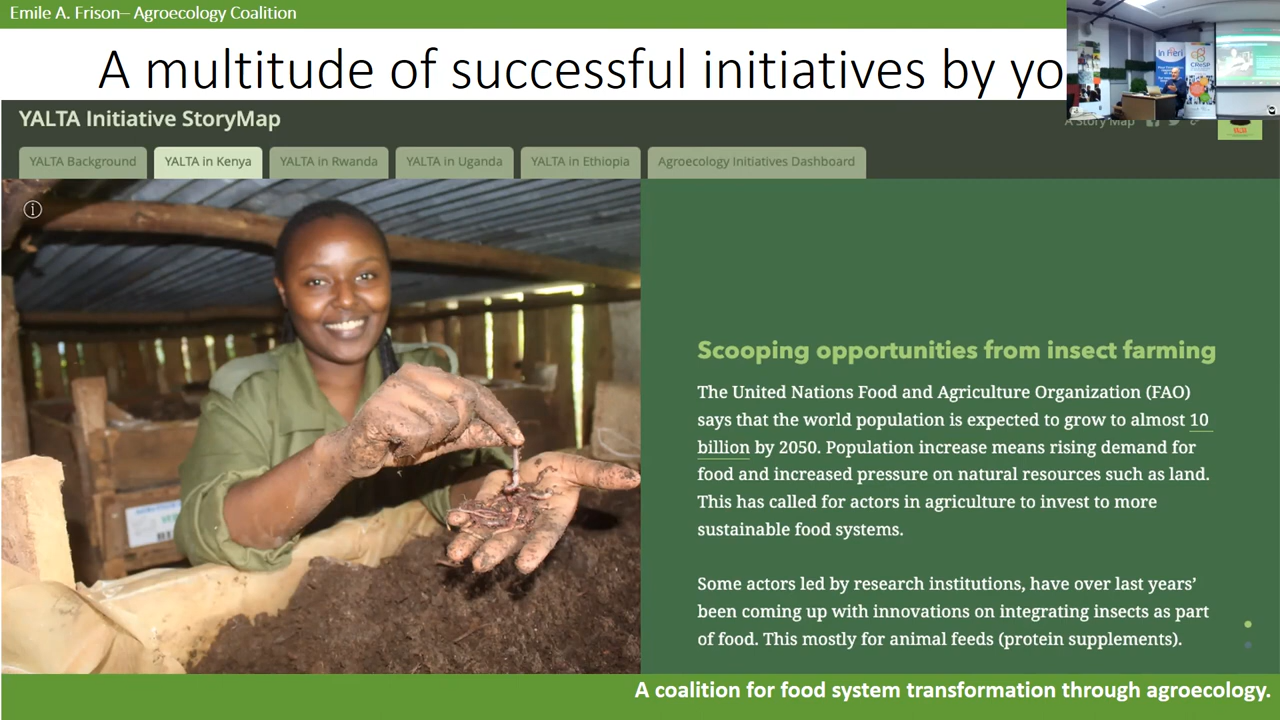 Emile A. Frison– Agroecology Coalition
A multitude of successful initiatives by yo
In Fieri
CReSP
YALTA Initiative StoryMap
A Story Map
YALTA Background
YALTA in Kenya
YALTA in Rwanda
YALTA in Uganda
YALTA in Ethiopia
Agroecology Initiatives Dashboard
Scooping opportunities from insect farming
The United Nations Food and Agriculture Organization (FAO)
says that the world population is expected to grow to almost 10
billion by 2050. Population increase means rising demand for
food and increased pressure on natural resources such as land.
This has called for actors in agriculture to invest to more
sustainable food systems.
Some actors led by research institutions, have over last years’
been coming up with innovations on integrating insects as part
of food. This mostly for animal feeds (protein supplements).
A coalition for food system transformation through agroecology.